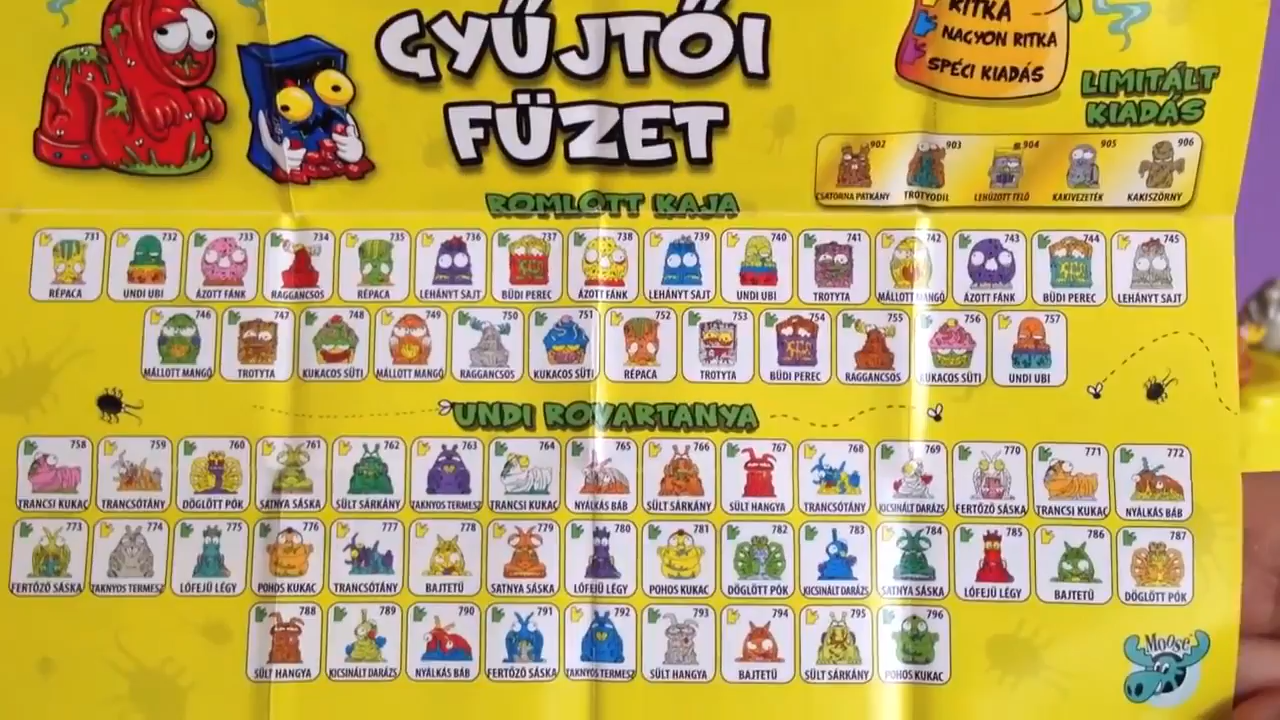 GYŰJTŐI
FÜZET
RITKA
NAGYON RITKA
SPÉCI KIADÁS
LIMITÁLT
KIADÁS
902 903 904 905 906
CSATORNA PATKÁNY TROTYODIL LEHÚZOTT TELÓ KAKIVEZETÉK KAKISZÖRNY
ROMLOTT KAJA
731 732 733 734 735 736 737 738 739 740 741 742 743 744 745
RÉPACA UNDI UBI ÁZOTT FÁNK RAGGANCSOS RÉPACA LEHÁNYT SAJT BÜDI PEREC ÁZOTT FÁNK LEHÁNYT SAJT UNDI UBI TROTYTA MÁLLOTT MANGÓ ÁZOTT FÁNK BÜDI PEREC LEHÁNYT SAJT
746 747 748 749 750 751 752 753 754 755 756 757
MÁLLOTT MANGÓ TROTYTA KUKACOS SÜTI MÁLLOTT MANGÓ RAGGANCSOS KUKACOS SÜTI RÉPACA TROTYTA BÜDI PEREC RAGGANCSOS KUKACOS SÜTI UNDI UBI
UNDI ROVARTANYA
758 759 760 761 762 763 764 765 766 767 768 769 770 771 772
TRANCSI KUKAC TRANCSÓTÁNY DÖGLÖTT PÓK SATNYA SÁSKA SÜLT SÁRKÁNY TAKNYOS TERMESZ TRANCSI KUKAC NYÁLKÁS BÁB SÜLT SÁRKÁNY SÜLT HANGYA TRANCSÓTÁNY KICSINÁLT DARÁZS FERTŐZŐ SÁSKA TRANCSI KUKAC NYÁLKÁS BÁB
773 774 775 776 777 778 779 780 781 782 783 784 785 786 787
FERTŐZŐ SÁSKA TAKNYOS TERMESZ LÓFEJŰ LÉGY POHOS KUKAC TRANCSÓTÁNY BAJTETŰ SATNYA SÁSKA LÓFEJŰ LÉGY POHOS KUKAC DÖGLÖTT PÓK KICSINÁLT DARÁZS SATNYA SÁSKA LÓFEJŰ LÉGY BAJTETŰ DÖGLÖTT PÓK
788 789 790 791 792 793 794 795 796
SÜLT HANGYA KICSINÁLT DARÁZS NYÁLKÁS BÁB FERTŐZŐ SÁSKA TAKNYOS TERMESZ SÜLT HANGYA BAJTETŰ SÜLT SÁRKÁNY POHOS KUKAC
Moose